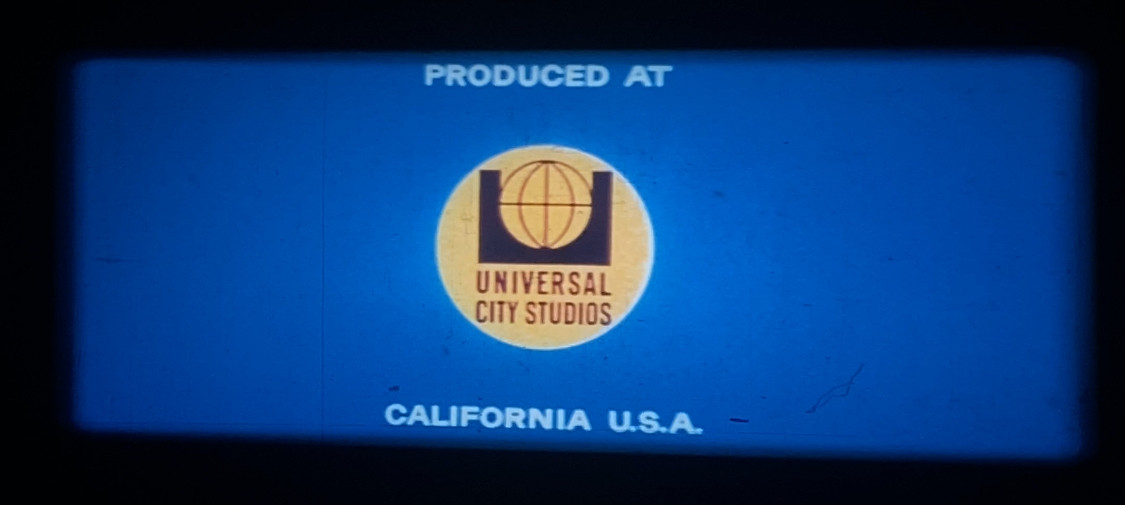 PRODUCED AT
UNIVERSAL
CITY STUDIOS
CALIFORNIA U.S.A.